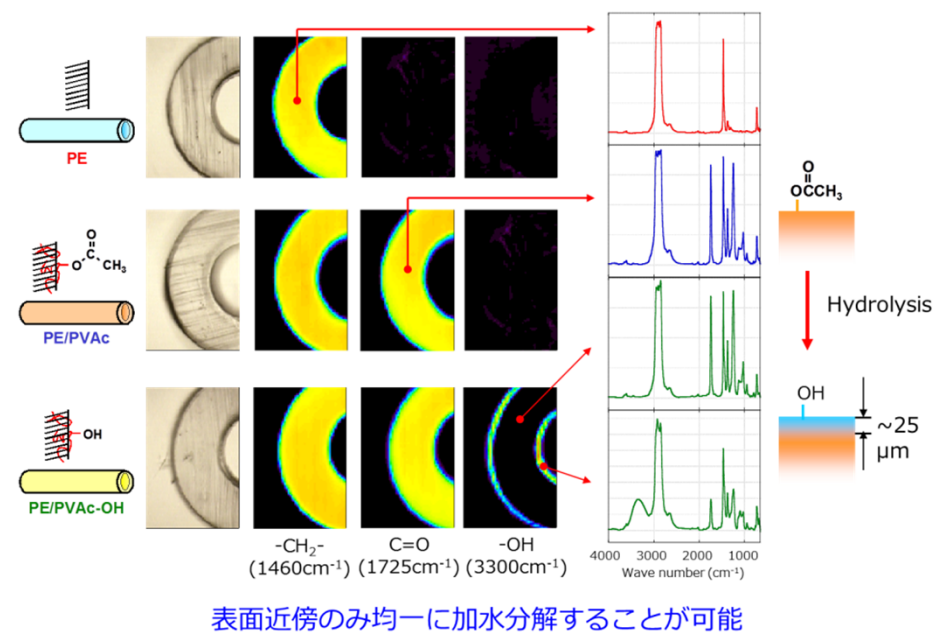 PE
O
O
CH3
PE/PVAc
OH
PE/PVAc-OH
-CH2-
(1460cm-1)
C=O
(1725cm-1)
-OH
(3300cm-1)
4000 3000 2000 1000
Wave number (cm-1)
O
OCCH3
Hydrolysis
OH
~25
μm
表面近傍のみ均一に加水分解することが可能